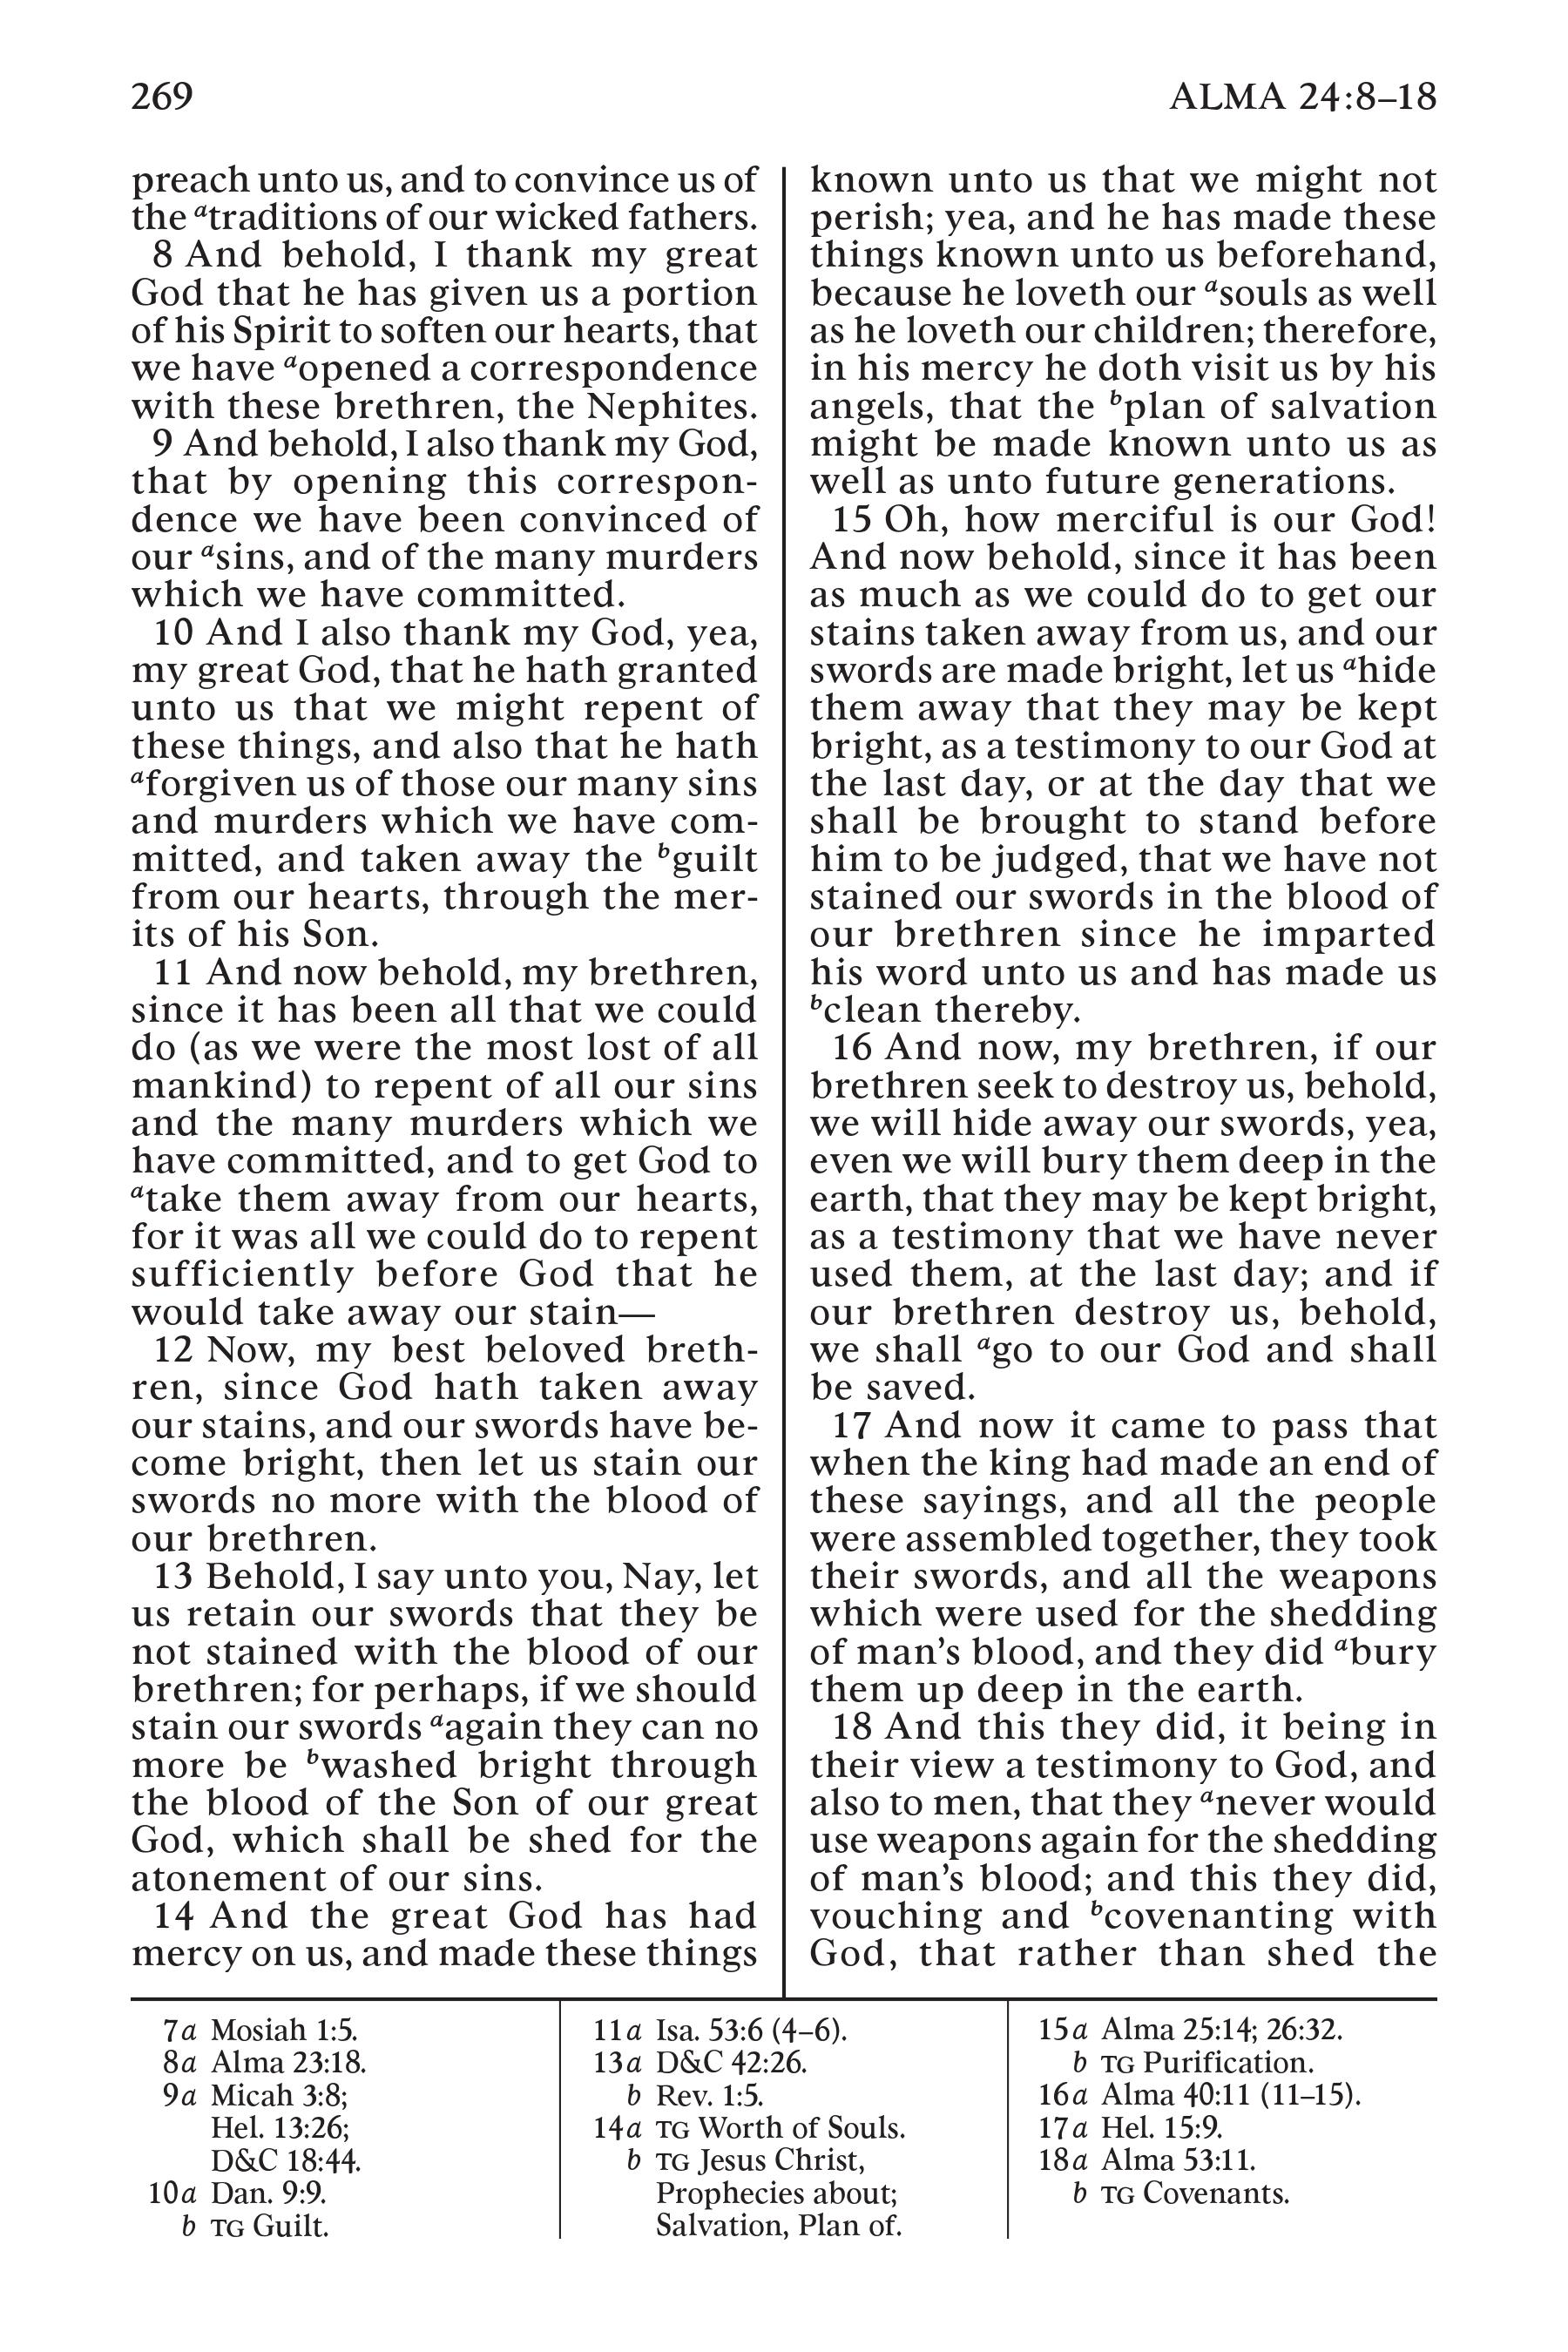 269
ALMA 24:8–18
preach unto us, and to convince us of
the ᵃtraditions of our wicked fathers.
8 And behold, I thank my great
God that he has given us a portion
of his Spirit to soften our hearts, that
we have ᵃopened a correspondence
with these brethren, the Nephites.
9 And behold, I also thank my God,
that by opening this correspon-
dence we have been convinced of
our ᵃsins, and of the many murders
which we have committed.
10 And I also thank my God, yea,
my great God, that he hath granted
unto us that we might repent of
these things, and also that he hath
ᵃforgiven us of those our many sins
and murders which we have com-
mitted, and taken away the ᵇguilt
from our hearts, through the mer-
its of his Son.
11 And now behold, my brethren,
since it has been all that we could
do (as we were the most lost of all
mankind) to repent of all our sins
and the many murders which we
have committed, and to get God to
ᵃtake them away from our hearts,
for it was all we could do to repent
sufficiently before God that he
would take away our stain—
12 Now, my best beloved breth-
ren, since God hath taken away
our stains, and our swords have be-
come bright, then let us stain our
swords no more with the blood of
our brethren.
13 Behold, I say unto you, Nay, let
us retain our swords that they be
not stained with the blood of our
brethren; for perhaps, if we should
stain our swords ᵃagain they can no
more be ᵇwashed bright through
the blood of the Son of our great
God, which shall be shed for the
atonement of our sins.
14 And the great God has had
mercy on us, and made these things
known unto us that we might not
perish; yea, and he has made these
things known unto us beforehand,
because he loveth our ᵃsouls as well
as he loveth our children; therefore,
in his mercy he doth visit us by his
angels, that the ᵇplan of salvation
might be made known unto us as
well as unto future generations.
15 Oh, how merciful is our God!
And now behold, since it has been
as much as we could do to get our
stains taken away from us, and our
swords are made bright, let us ᵃhide
them away that they may be kept
bright, as a testimony to our God at
the last day, or at the day that we
shall be brought to stand before
him to be judged, that we have not
stained our swords in the blood of
our brethren since he imparted
his word unto us and has made us
ᵇclean thereby.
16 And now, my brethren, if our
brethren seek to destroy us, behold,
we will hide away our swords, yea,
even we will bury them deep in the
earth, that they may be kept bright,
as a testimony that we have never
used them, at the last day; and if
our brethren destroy us, behold,
we shall ᵃgo to our God and shall
be saved.
17 And now it came to pass that
when the king had made an end of
these sayings, and all the people
were assembled together, they took
their swords, and all the weapons
which were used for the shedding
of man’s blood, and they did ᵃbury
them up deep in the earth.
18 And this they did, it being in
their view a testimony to God, and
also to men, that they ᵃnever would
use weapons again for the shedding
of man’s blood; and this they did,
vouching and ᵇcovenanting with
God, that rather than shed the
7a Mosiah 1:5.
8a Alma 23:18.
9a Micah 3:8;
Hel. 13:26;
D&C 18:44.
10a Dan. 9:9.
b TG Guilt.
11a Isa. 53:6 (4–6).
13a D&C 42:26.
b Rev. 1:5.
14a TG Worth of Souls.
b TG Jesus Christ,
Prophecies about;
Salvation, Plan of.
15a Alma 25:14; 26:32.
b TG Purification.
16a Alma 40:11 (11–15).
17a Hel. 15:9.
18a Alma 53:11.
b TG Covenants.